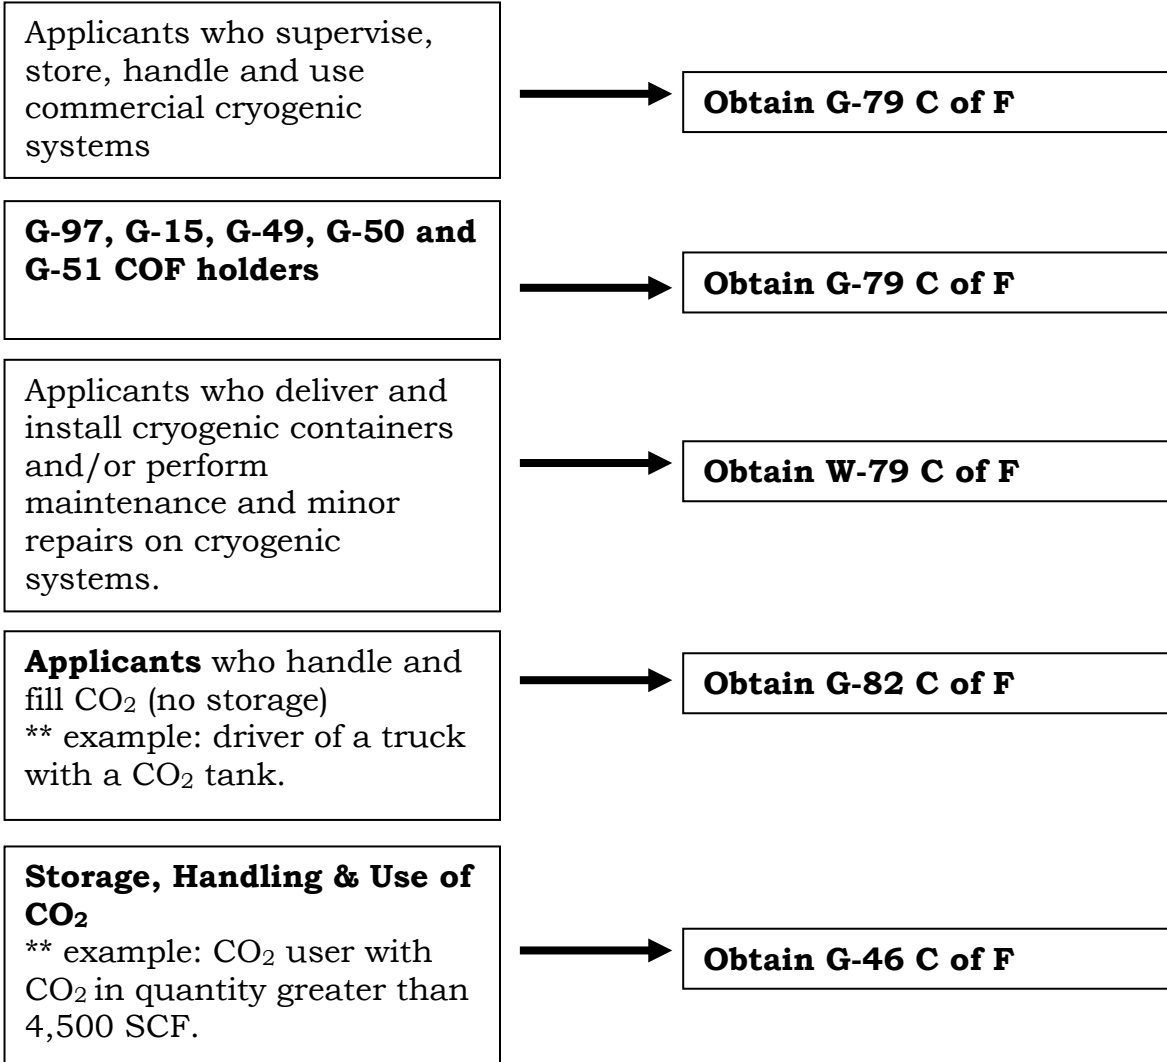 Applicants who supervise,
store, handle and use
commercial cryogenic
systems
Obtain G-79 C of F
G-97, G-15, G-49, G-50 and
G-51 COF holders
Obtain G-79 C of F
Applicants who deliver and
install cryogenic containers
and/or perform
maintenance and minor
repairs on cryogenic
systems.
Obtain W-79 C of F
Applicants who handle and
fill CO₂ (no storage)
** example: driver of a truck
with a CO₂ tank.
Obtain G-82 C of F
Storage, Handling & Use of
CO₂
** example: CO₂ user with
CO₂ in quantity greater than
4,500 SCF.
Obtain G-46 C of F